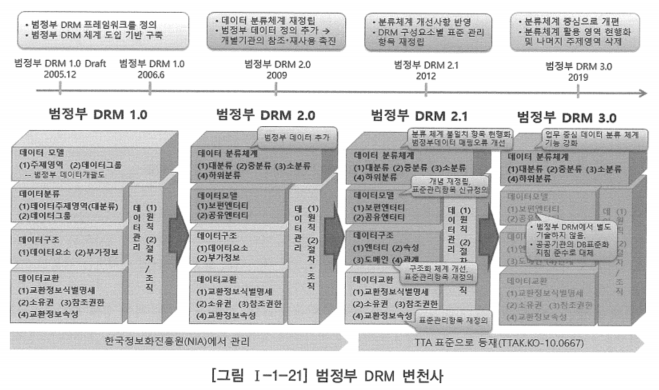 • 범정부 DRM 프레임워크를 정의
• 범정부 체계 도입 기반 구축
• 데이터 분류체계 재정립
• 범정부 데이터 정의 추가 →
개별기관의 참조·재사용 촉진
• 분류체계 개선사항 반영
• DRM 구성요소별 표준 관리
항목 재정립
• 분류체계 중심으로 개편
• 분류체계 활용 영역 현행화
및 나머지 주제영역 삭제
범정부 DRM 1.0 Draft
2005.12
범정부 DRM 1.0
2006.6
범정부 DRM 2.0
2009
범정부 DRM 2.1
2012
범정부 DRM 3.0
2019
범정부 DRM 1.0
데이터 모델
(1)주제영역 (2)데이터그룹
-- 범정부 데이터개괄도
데이터분류
(1)데이터주제영역(대분류)
(2)데이터그룹
데이터구조
(1)데이터요소 (2)부가정보
데이터교환
(1)교환정보식별명세
(2)소유권 (3)참조권한
(4)교환정보속성
데이터관리
(1)원칙 (2)절차/조직
범정부 DRM 2.0
범정부 데이터 추가
데이터 분류체계
(1)대분류 (2)중분류 (3)소분류
(4)하위분류
데이터모델
(1)보편엔터티
(2)공유엔터티
데이터구조
(1)데이터요소
(2)부가정보
데이터교환
(1)교환정보식별명세
(2)소유권 (3)참조권한
(4)교환정보속성
데이터관리
(1)원칙 (2)절차·조직
범정부 DRM 2.1
분류 체계 불일치 항목 현행화
범정부데이터 매핑오류 개선
데이터 분류체계
(1)대분류 (2)중분류 (3)소분류
(4)하위분류
개념 재정립,
표준관리항목 신규정의
데이터모델
(1)보편엔터티
(2)공유엔터티
데이터구조
(1)엔터티 (2)속성
(3)도메인 (4)관계
구조화 체계 개선,
표준관리항목 재정의
데이터교환
(1)교환정보식별명세
(2)소유권 (3)참조권한
(4)교환정보속성
표준관리항목 재정의
데이터관리
(1)원칙 (2)절차/조직
범정부 DRM 3.0
업무 중심 데이터 분류 체계
기능 강화
데이터 분류체계
(1)대분류 (2)중분류 (3)소분류
(4)하위분류
데이터모델
(1)보편엔터티
(2)공유엔터티
• 범정부 DRM에서 별도
기술하지 않음.
• 공공기관의 DB표준화
지침 준수로 대체
데이터교환
(1)교환정보식별명세
(2)소유권 (3)참조권한
(4)교환정보속성
한국정보화진흥원(NIA)에서 관리
TTA 표준으로 등재(TTAK.KO-10.0667)
[그림 Ⅰ-1-21] 범정부 DRM 변천사